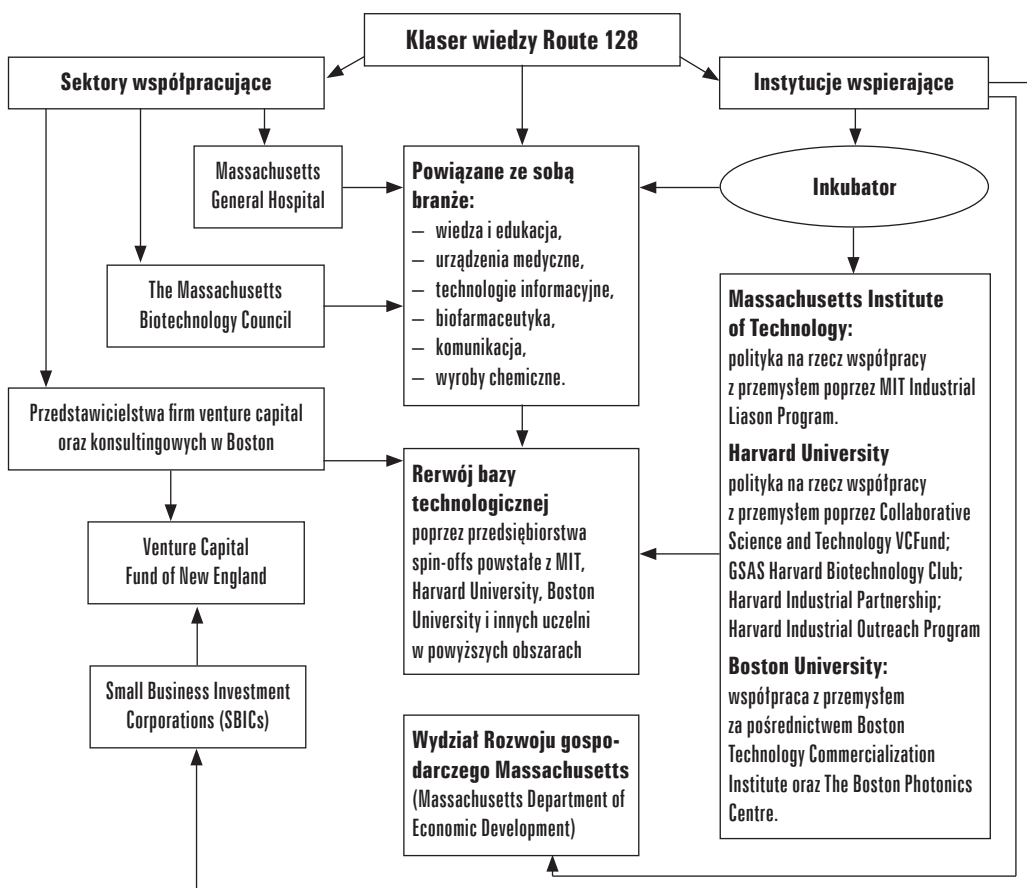 Klaser wiedzy Route 128
Sektory współpracujące
Instytucje wspierające
Massachusetts
General Hospital
Powiązane ze sobą
branże:
– wiedza i edukacja,
– urządzenia medyczne,
– technologie informacyjne,
– biofarmaceutyka,
– komunikacja,
– wyroby chemiczne.
Inkubator
The Massachusetts
Biotechnology Council
Massachusetts Institute
of Technology:
polityka na rzecz współpracy
z przemysłem poprzez MIT Industrial
Liason Program.
Harvard University
polityka na rzecz współpracy
z przemysłem poprzez Collaborative
Science and Technology VCFund;
GSAS Harvard Biotechnology Club;
Harvard Industrial Partnership;
Harvard Industrial Outreach Program
Boston University:
współpraca z przemysłem
za pośrednictwem Boston
Technology Commercialization
Institute oraz The Boston Photonics
Centre.
Przedstawicielstwa firm venture capital
oraz konsultingowych w Boston
Rerwój bazy
technologicznej
poprzez przedsiębiorstwa
spin-offs powstałe z MIT,
Harvard University, Boston
University i innych uczelni
w powyższych obszarach
Venture Capital
Fund of New England
Small Business Investment
Corporations (SBICs)
Wydział Rozwoju gospo-
darczego Massachusetts
(Massachusetts Department of
Economic Development)